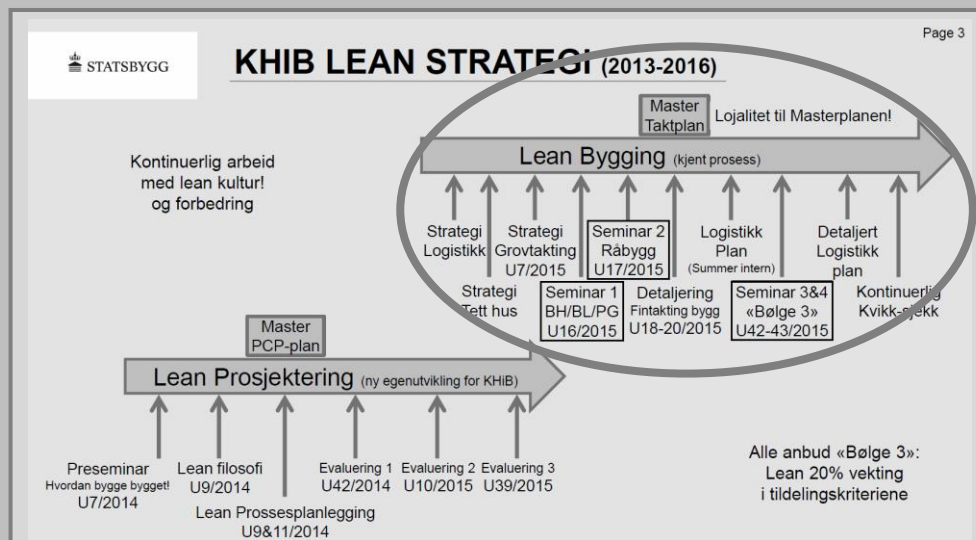 Page 3
STATSBYGG
KHIB LEAN STRATEGI (2013-2016)
Kontinuerlig arbeid
med lean kultur!
og forbedring
Master
Taktplan
Lojalitet til Masterplanen!
Lean Bygging (kjent prosess)
Strategi
Logistikk
Strategi
Tett hus
Strategi
Grovtakting
U7/2015
Seminar 1
BH/BL/PG
U16/2015
Seminar 2
Råbygg
U17/2015
Detaljering
Fintakting bygg
U18-20/2015
Logistikk
Plan
(Summer intern)
Seminar 3&4
«Bølge 3»
U42-43/2015
Detaljert
Logistikk
plan
Kontinuerlig
Kvikk-sjekk
Master
PCP-plan
Lean Prosjektering (ny egenutvikling for KHiB)
Preseminar
Hvordan bygge bygget!
U7/2014
Lean filosofi
U9/2014
Lean Prossesplanlegging
U9&11/2014
Evaluering 1
U42/2014
Evaluering 2
U10/2015
Evaluering 3
U39/2015
Alle anbud «Bølge 3»:
Lean 20% vekting
i tildelingskriteriene